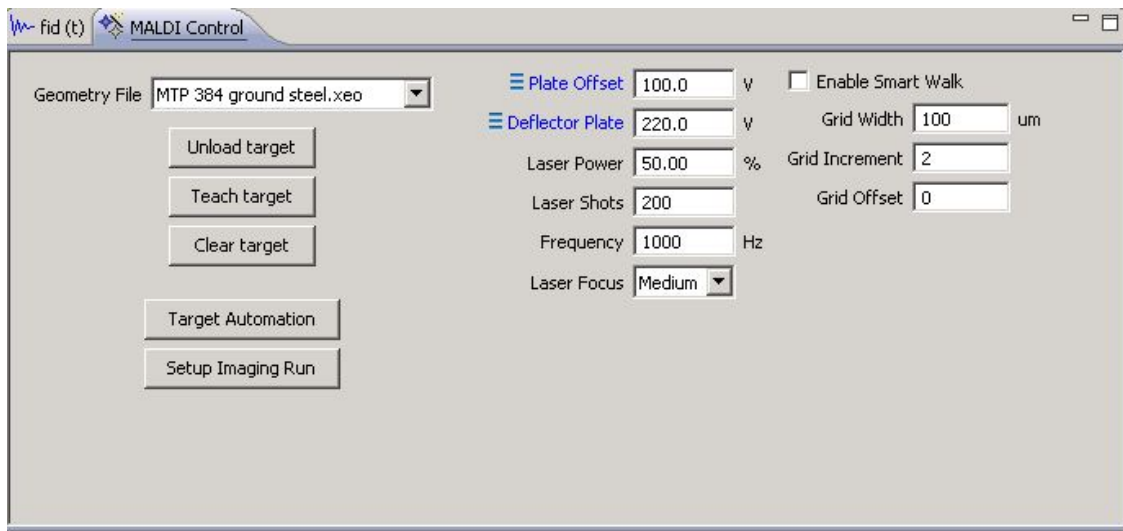 fid (t) MALDI Control
Geometry File MTP 384 ground steel.xeo
Unload target
Teach target
Clear target
Target Automation
Setup Imaging Run
Plate Offset 100.0 V
Deflector Plate 220.0 V
Laser Power 50.00 %
Laser Shots 200
Frequency 1000 Hz
Laser Focus Medium
Enable Smart Walk
Grid Width 100 um
Grid Increment 2
Grid Offset 0